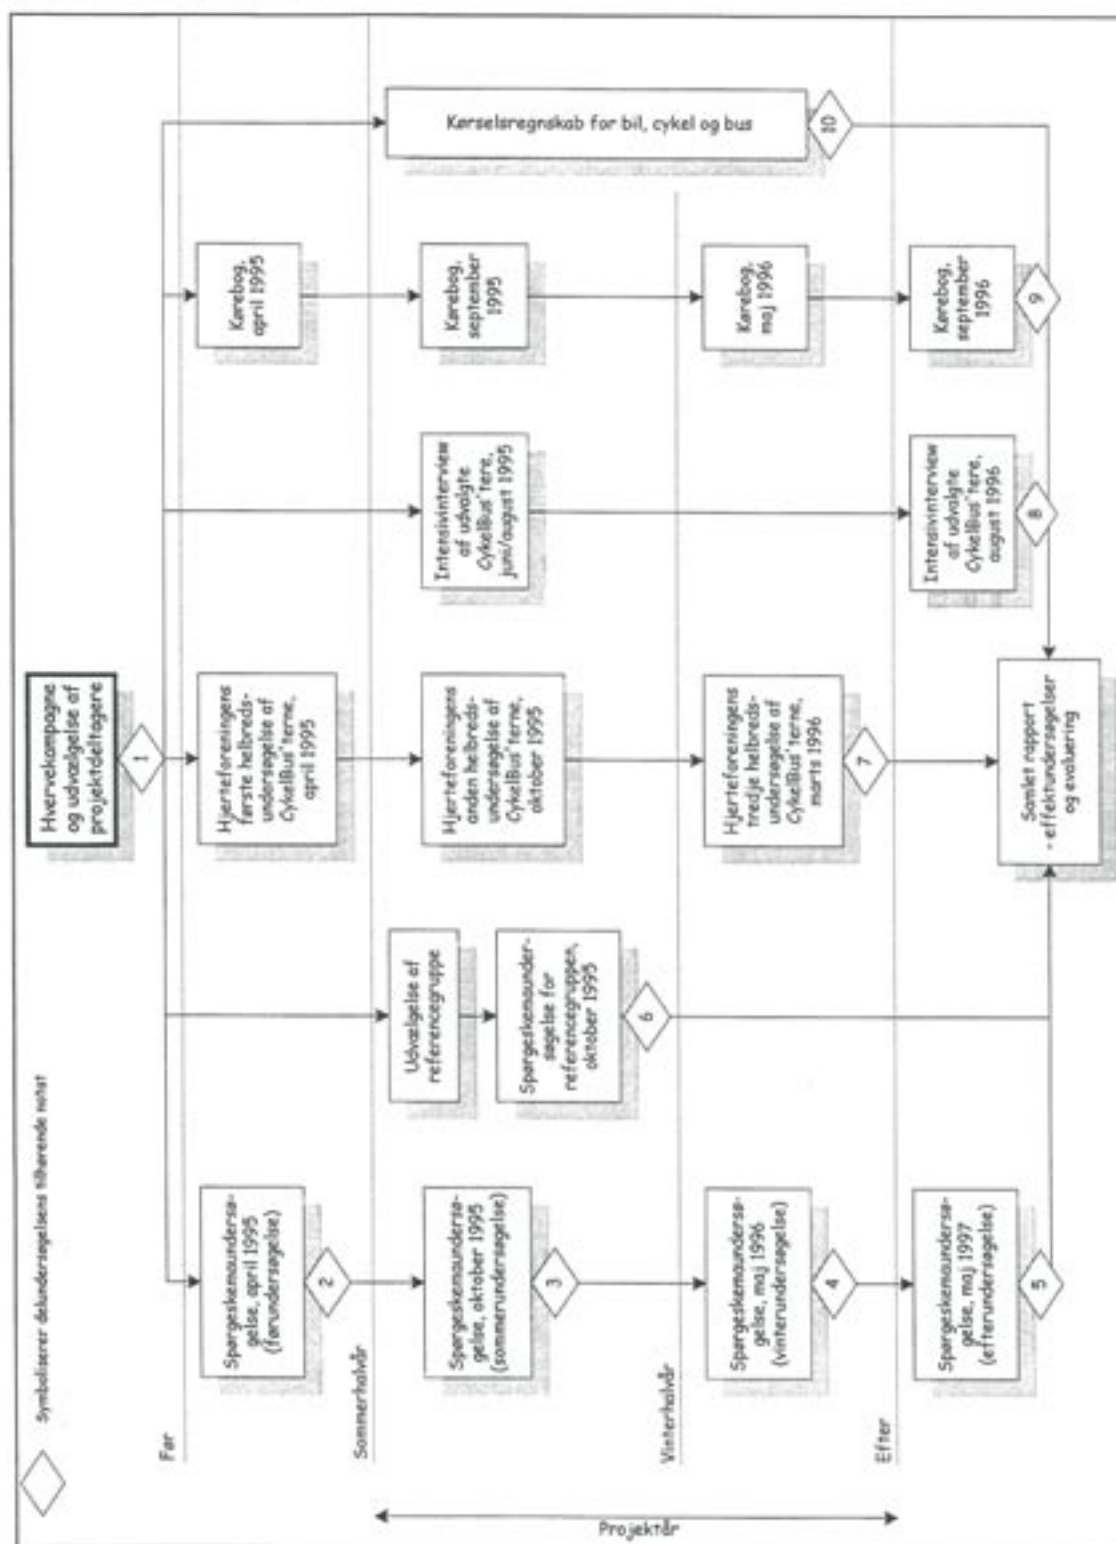 Symboliserer delundersøgelsens tilhørende notat
Hvervekampagne
og udvælgelse af
projektdeltagere
1
Før
Spørgeskemaundersø-
gelse, april 1995
(førundersøgelse)
2
Hjerteforeningens
første helbreds-
undersøgelse af
CykelBus'terne,
april 1995
Kørebog,
april 1995
Sommerhalvår
Spørgeskemaundersø-
gelse, oktober 1995
(sommerundersøgelse)
3
Udvælgelse af
referencegruppe
Spørgeskemaunder-
søgelse for
referencegruppen,
oktober 1995
6
Hjerteforeningens
anden helbreds-
undersøgelse af
CykelBus'terne,
oktober 1995
Intensivinterview
af udvalgte
CykelBus'tere,
juni/august 1995
Kørebog,
september
1995
Kørselsregnskab for bil, cykel og bus
10
Projektår
Vinterhalvår
Spørgeskemaundersø-
gelse, maj 1996
(vinterundersøgelse)
4
Hjerteforeningens
tredje helbreds-
undersøgelse af
CykelBus'terne,
marts 1996
7
Kørebog,
maj 1996
Efter
Spørgeskemaundersø-
gelse, maj 1997
(efterundersøgelse)
5
Intensivinterview
af udvalgte
CykelBus'tere,
august 1996
8
Kørebog,
september
1996
9
Samlet rapport
- effektundersøgelser
og evaluering